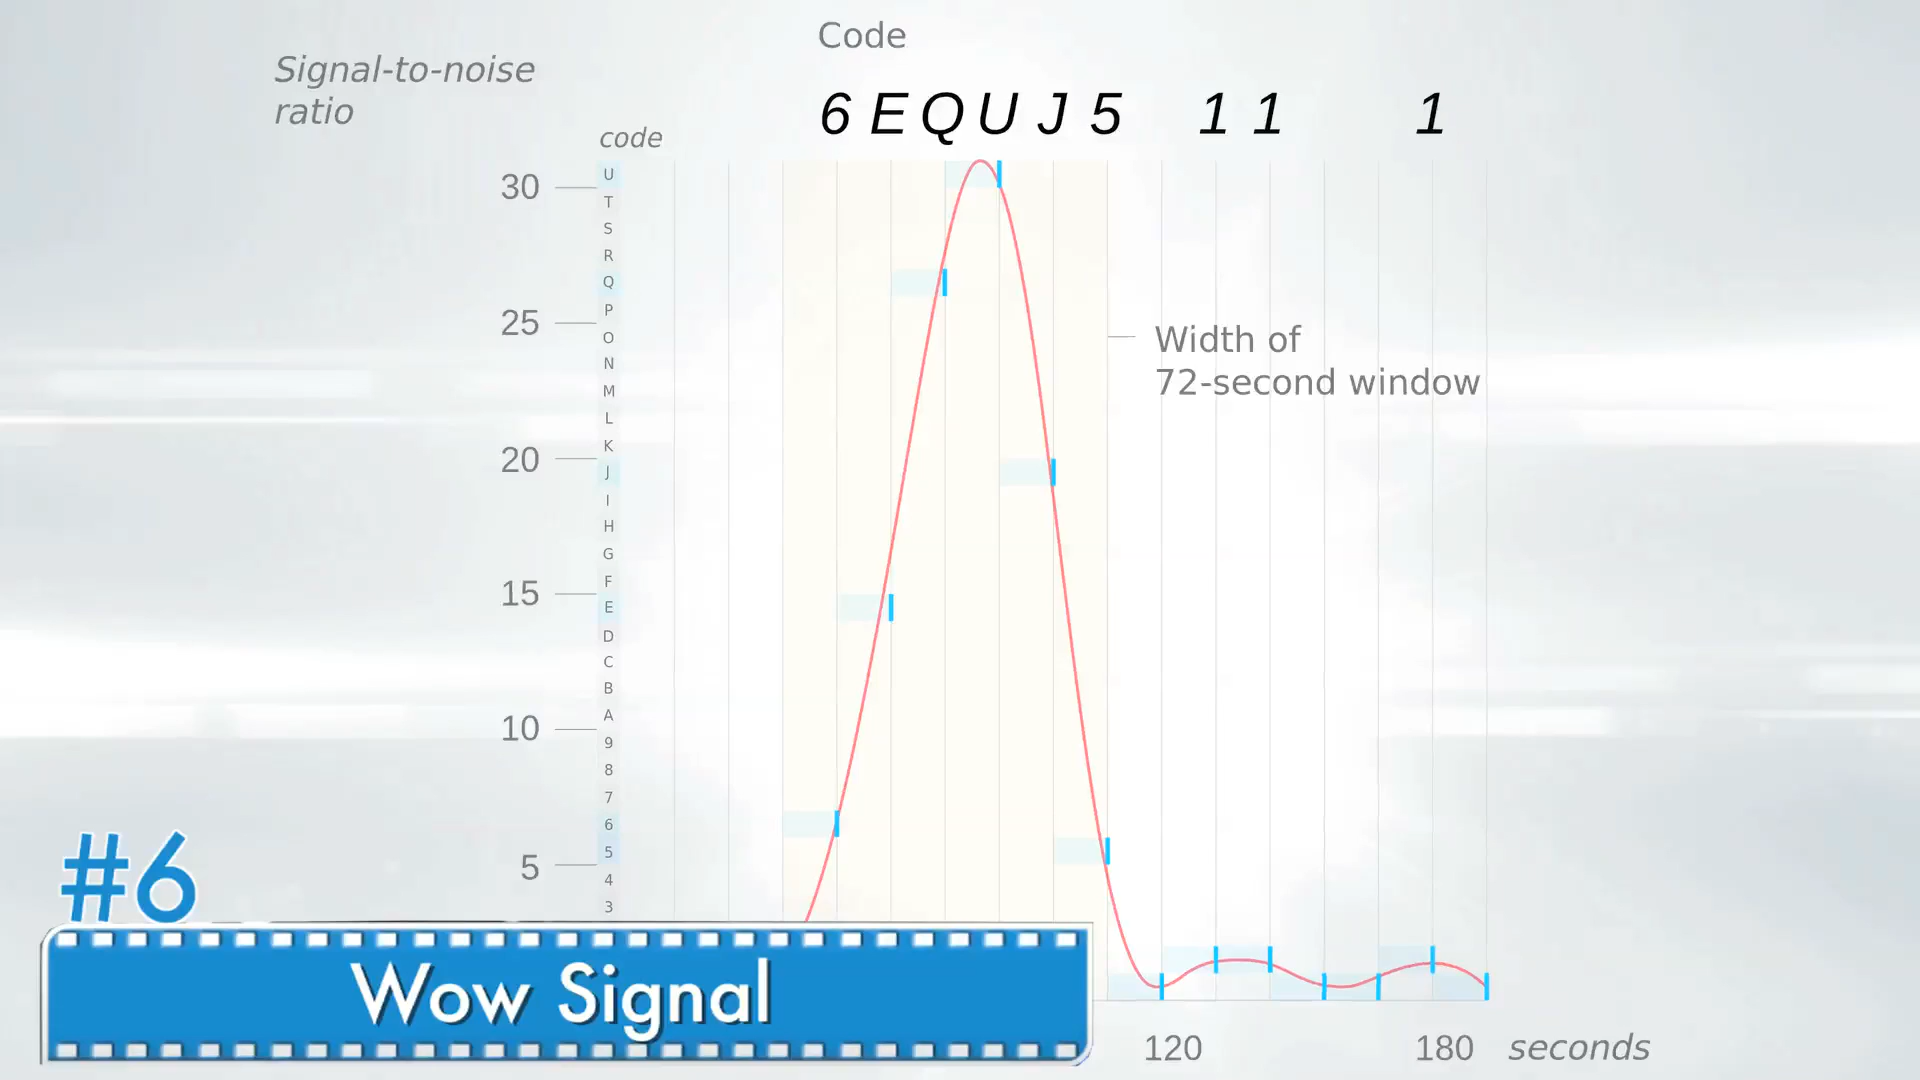 Code
Signal-to-noise
ratio
6 E Q U J 5 1 1 1
code
30
U
T
S
R
Q
P
25
O
N
M
L
K
20
J
I
H
G
F
15
E
D
C
B
A
10
9
8
7
6
5
5
4
3
Width of
72-second window
#6
Wow Signal
120 180 seconds